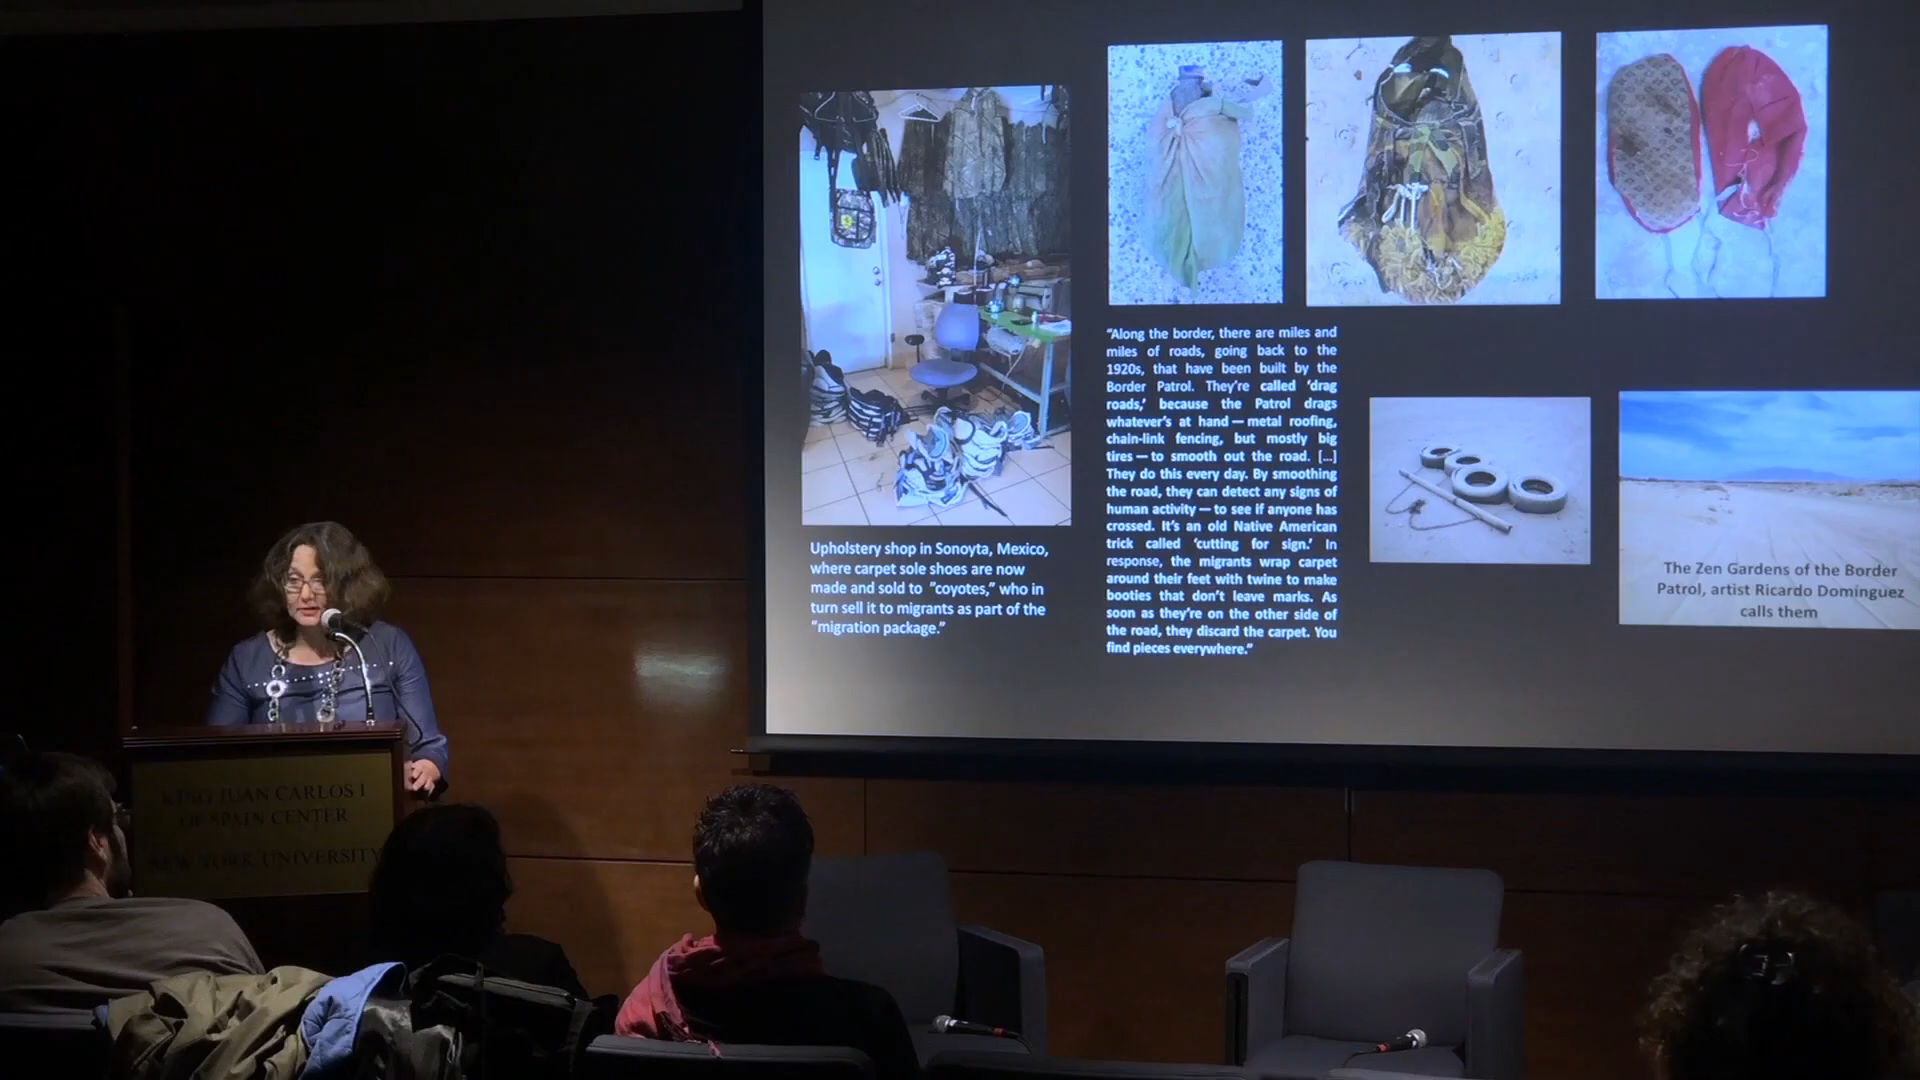 “Along the border, there are miles and
miles of roads, going back to the
1920s, that have been built by the
Border Patrol. They’re called ‘drag
roads,’ because the Patrol drags
whatever’s at hand — metal roofing,
chain-link fencing, but mostly big
tires — to smooth out the road. [...]
They do this every day. By smoothing
the road, they can detect any signs of
human activity — to see if anyone has
crossed. It’s an old Native American
trick called ‘cutting for sign.’ In
response, the migrants wrap carpet
around their feet with twine to make
booties that don’t leave marks. As
soon as they’re on the other side of
the road, they discard the carpet. You
find pieces everywhere.”
Upholstery shop in Sonoyta, Mexico,
where carpet sole shoes are now
made and sold to “coyotes,” who in
turn sell it to migrants as part of the
“migration package.”
The Zen Gardens of the Border
Patrol, artist Ricardo Dominguez
calls them
KING JUAN CARLOS I
OF SPAIN CENTER
NEW YORK UNIVERSITY